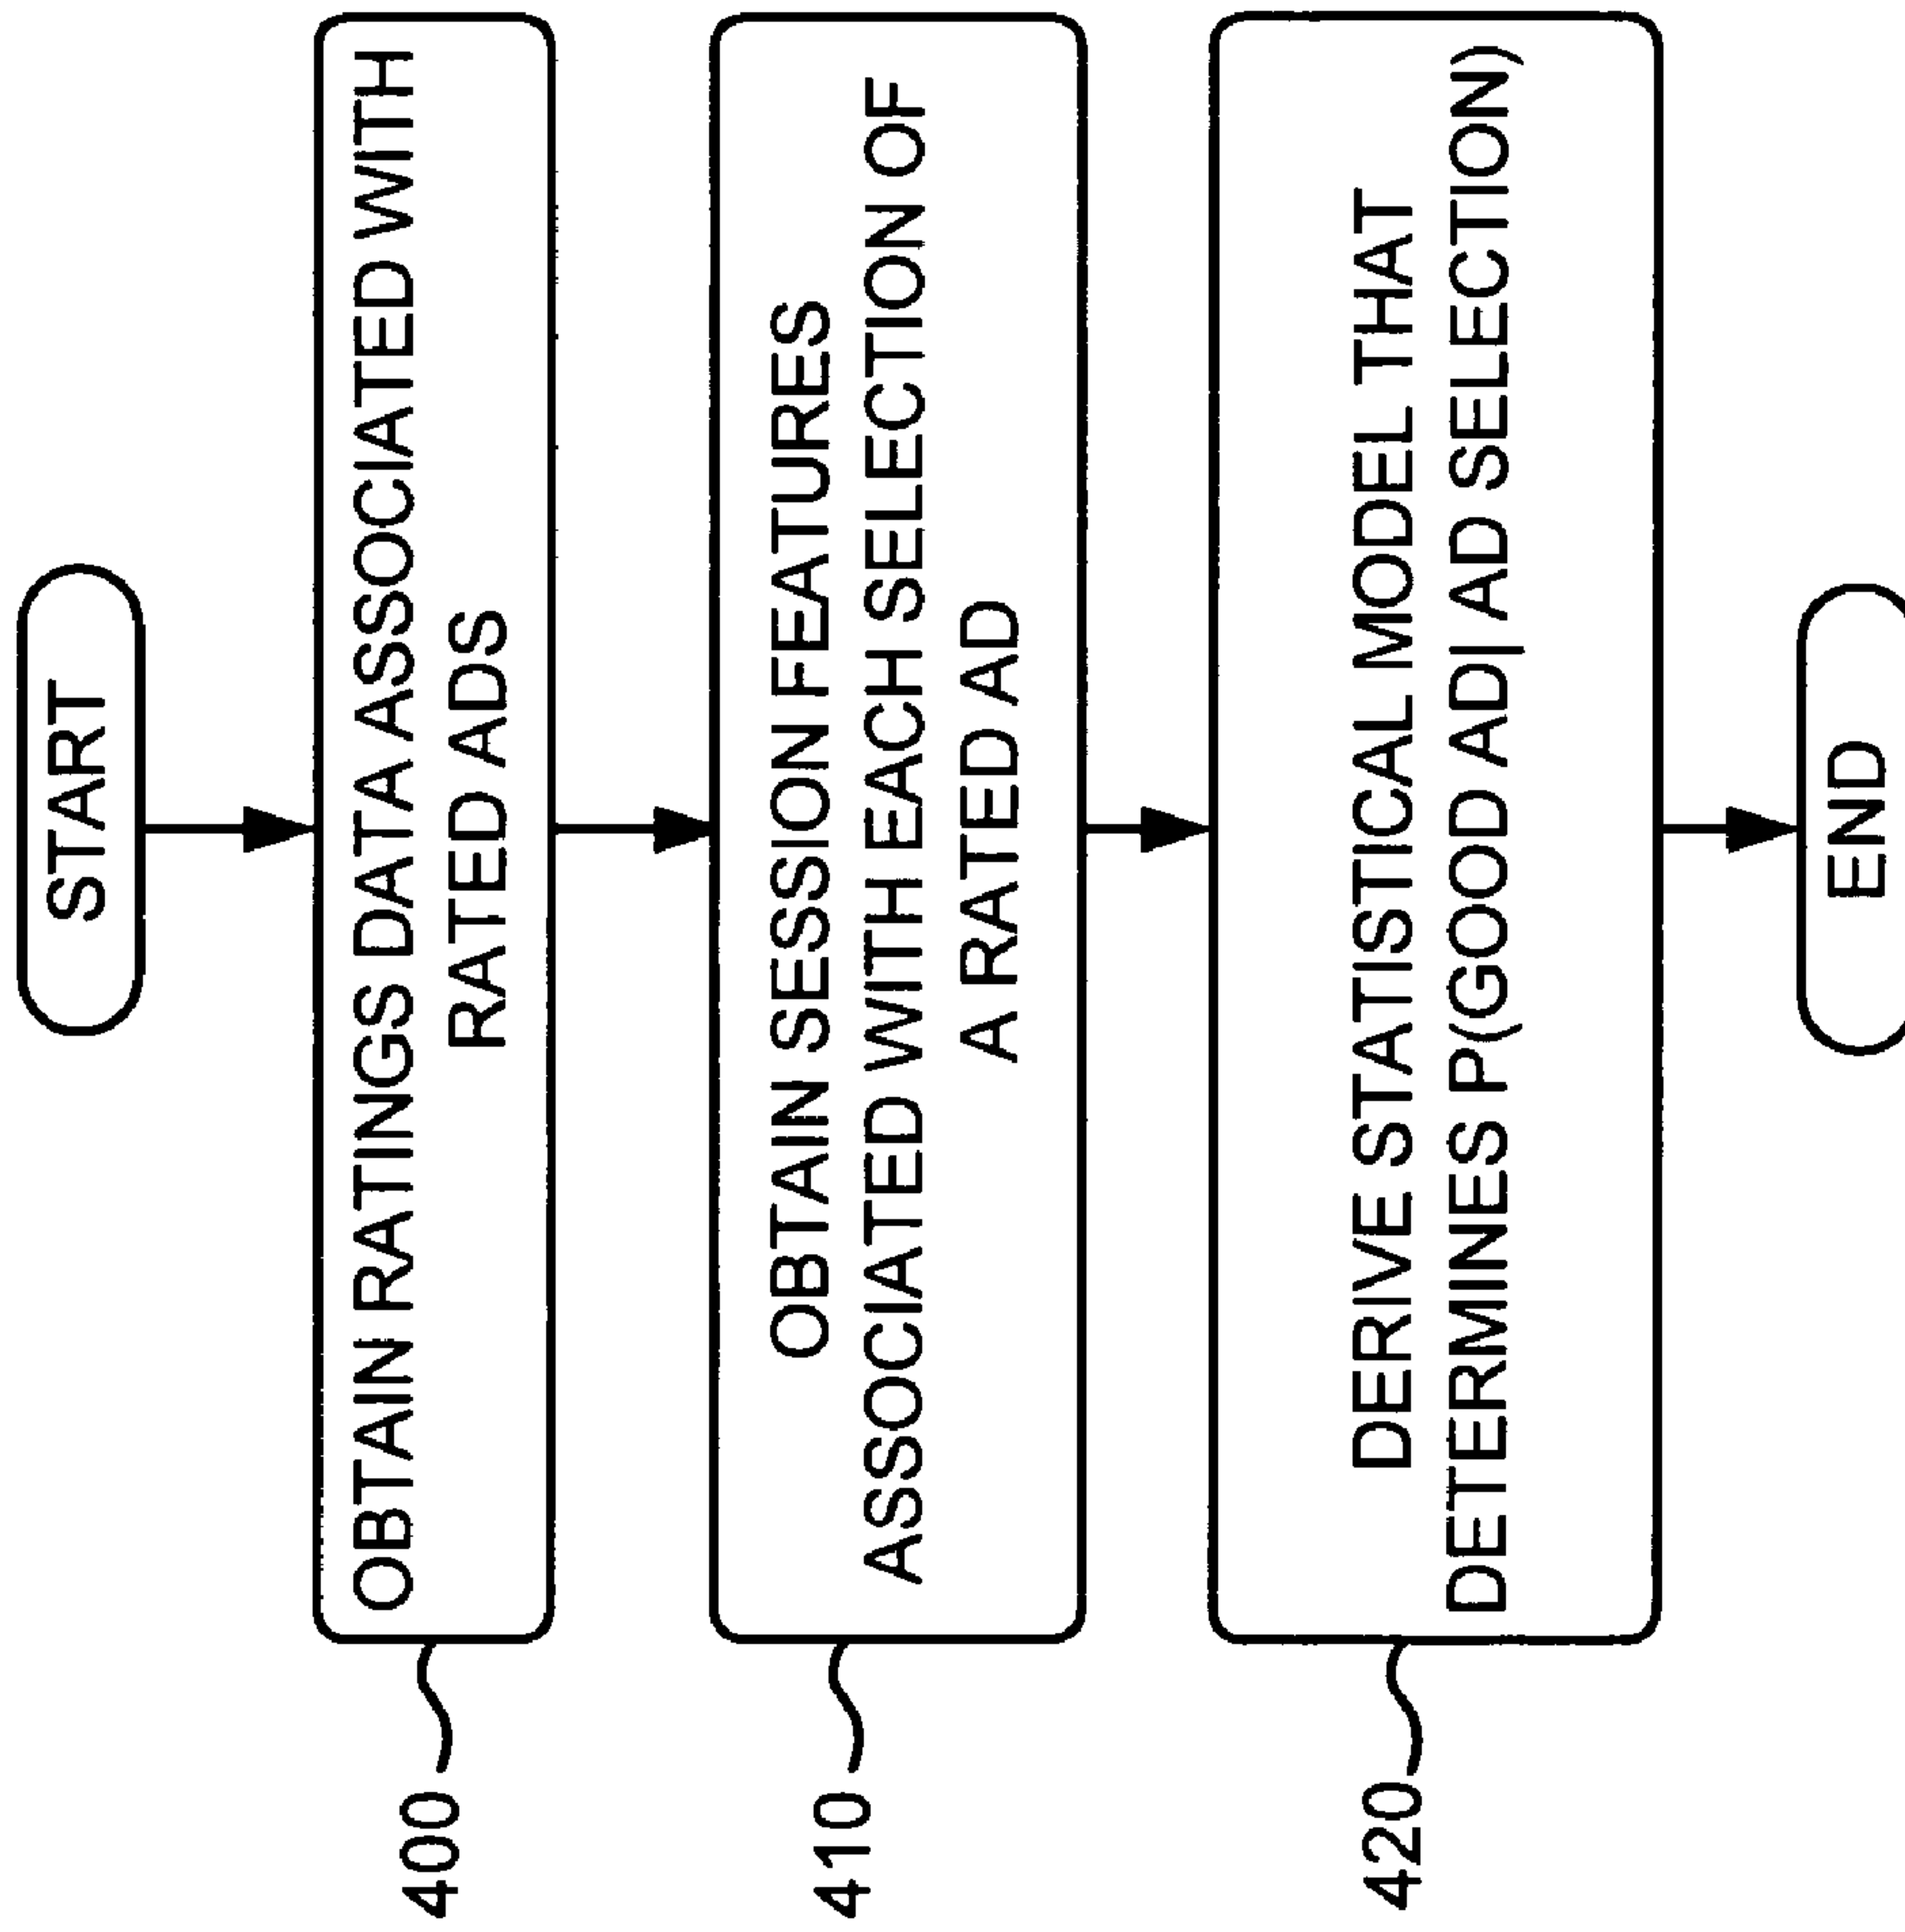 START
400
OBTAIN RATINGS DATA ASSOCIATED WITH
RATED ADS
410
OBTAIN SESSION FEATURES
ASSOCIATED WITH EACH SELECTION OF
A RATED AD
420
DERIVE STATISTICAL MODEL THAT
DETERMINES P(GOOD AD| AD SELECTION)
END